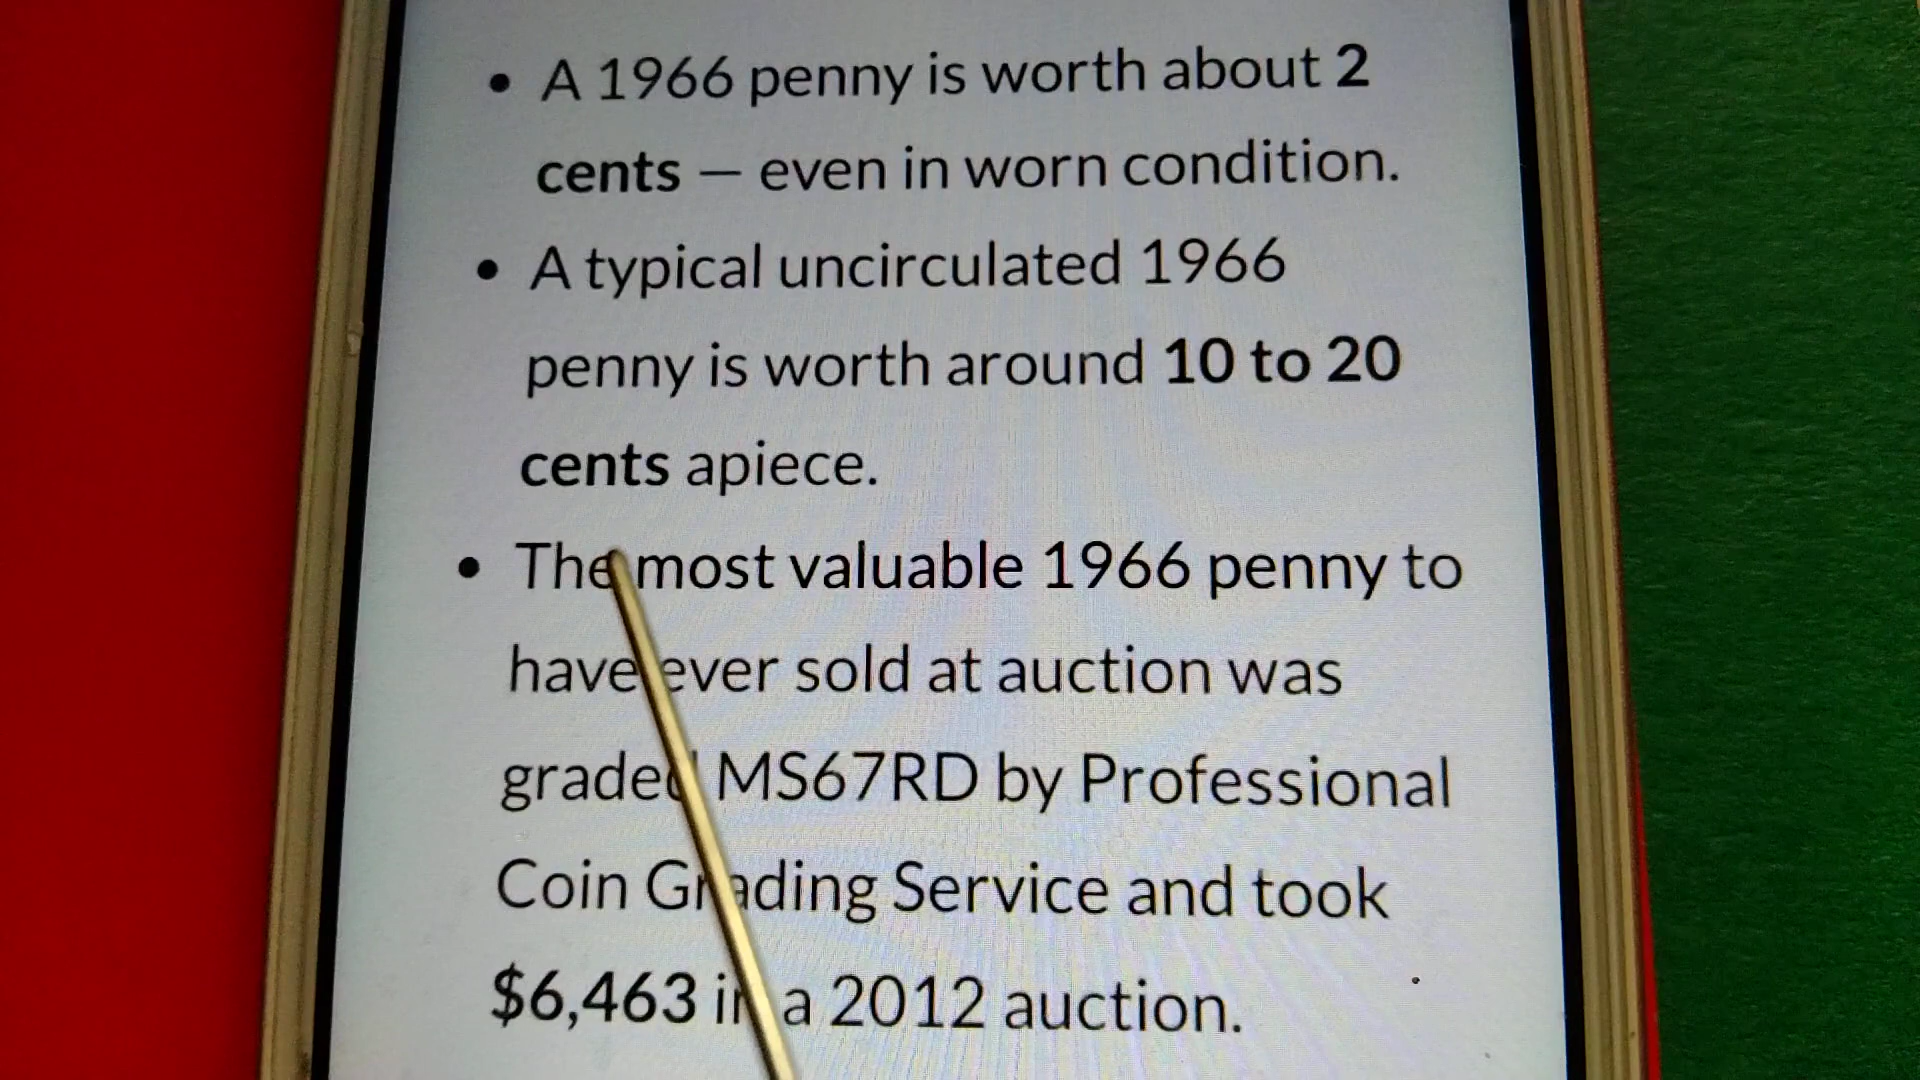 • A 1966 penny is worth about 2
cents — even in worn condition.
• A typical uncirculated 1966
penny is worth around 10 to 20
cents apiece.
• The most valuable 1966 penny to
have ever sold at auction was
graded MS67RD by Professional
Coin Grading Service and took
$6,463 in a 2012 auction.